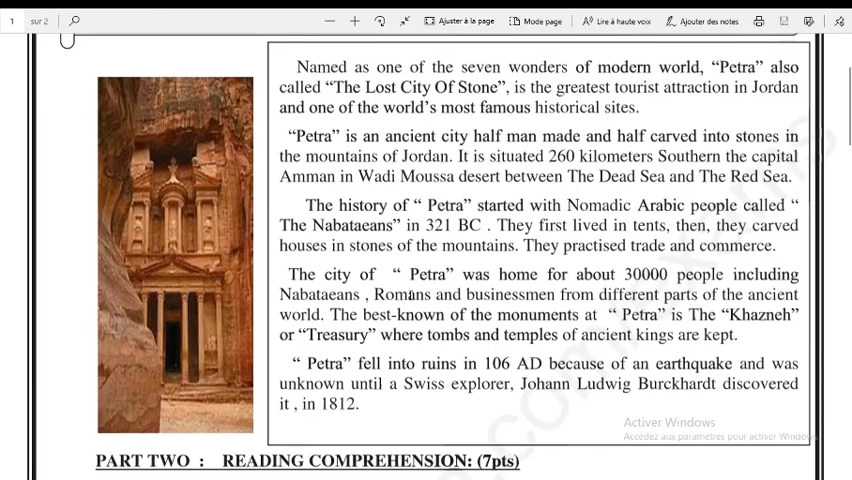 1 sur 2 Ajuster à la page Mode page Lire à haute voix Ajouter des notes
Named as one of the seven wonders of modern world, “Petra” also
called “The Lost City Of Stone”, is the greatest tourist attraction in Jordan
and one of the world's most famous historical sites.
“Petra” is an ancient city half man made and half carved into stones in
the mountains of Jordan. It is situated 260 kilometers Southern the capital
Amman in Wadi Moussa desert between The Dead Sea and The Red Sea.
The history of “ Petra” started with Nomadic Arabic people called “
The Nabataeans” in 321 BC . They first lived in tents, then, they carved
houses in stones of the mountains. They practised trade and commerce.
The city of “ Petra” was home for about 30000 people including
Nabataeans , Romans and businessmen from different parts of the ancient
world. The best-known of the monuments at “ Petra” is The “Khazneh”
or “Treasury” where tombs and temples of ancient kings are kept.
“ Petra” fell into ruins in 106 AD because of an earthquake and was
unknown until a Swiss explorer, Johann Ludwig Burckhardt discovered
it , in 1812.
Activer Windows
Accédez aux paramètres pour activer Windows.
PART TWO : READING COMPREHENSION: (7pts)